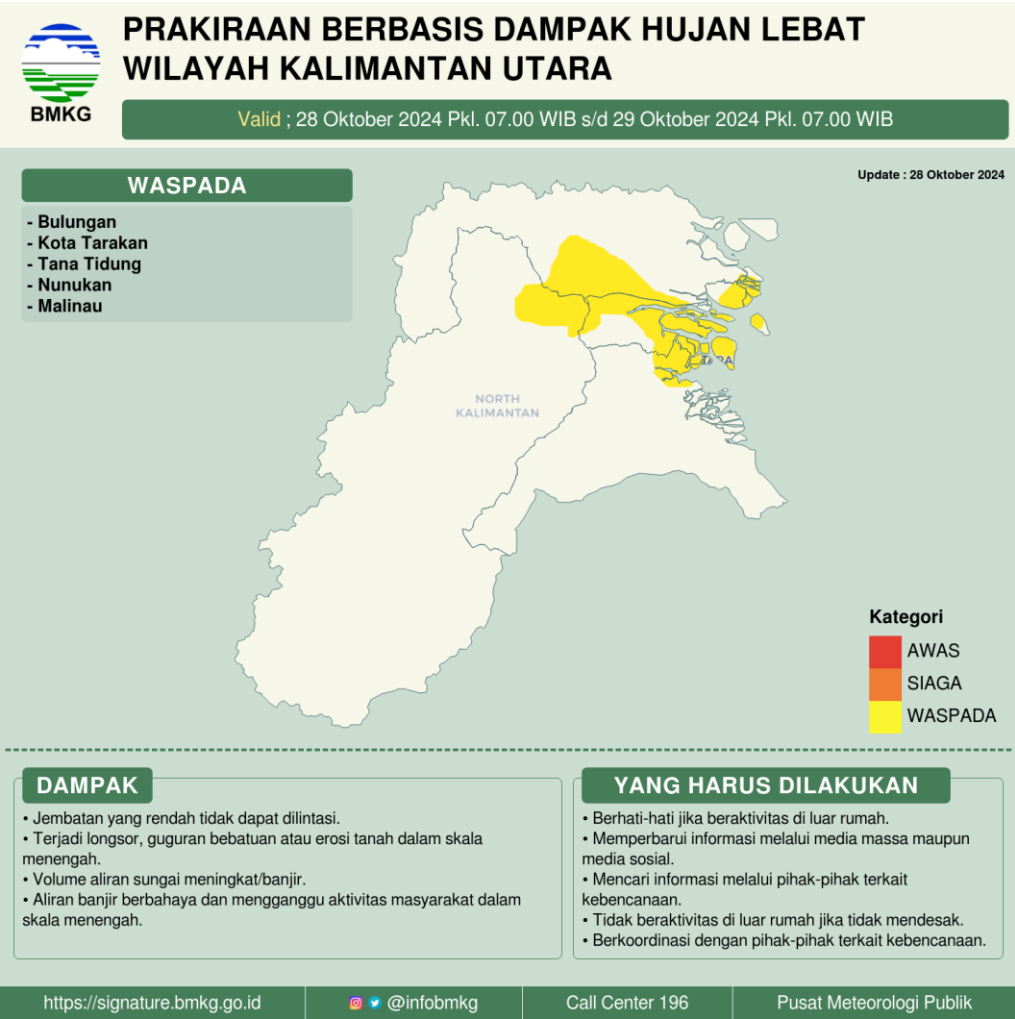 PRAKIRAAN BERBASIS DAMPAK HUJAN LEBAT
WILAYAH KALIMANTAN UTARA
BMKG
Valid ; 28 Oktober 2024 Pkl. 07.00 WIB s/d 29 Oktober 2024 Pkl. 07.00 WIB
Update : 28 Oktober 2024
WASPADA
- Bulungan
- Kota Tarakan
- Tana Tidung
- Nunukan
- Malinau
NORTH
KALIMANTAN
Kategori
AWAS
SIAGA
WASPADA
DAMPAK
• Jembatan yang rendah tidak dapat dilintasi.
• Terjadi longsor, guguran bebatuan atau erosi tanah dalam skala
menengah.
• Volume aliran sungai meningkat/banjir.
• Aliran banjir berbahaya dan mengganggu aktivitas masyarakat dalam
skala menengah.
YANG HARUS DILAKUKAN
• Berhati-hati jika beraktivitas di luar rumah.
• Memperbarui informasi melalui media massa maupun
media sosial.
• Mencari informasi melalui pihak-pihak terkait
kebencanaan.
• Tidak beraktivitas di luar rumah jika tidak mendesak.
• Berkoordinasi dengan pihak-pihak terkait kebencanaan.
https://signature.bmkg.go.id
@infobmkg
Call Center 196
Pusat Meteorologi Publik